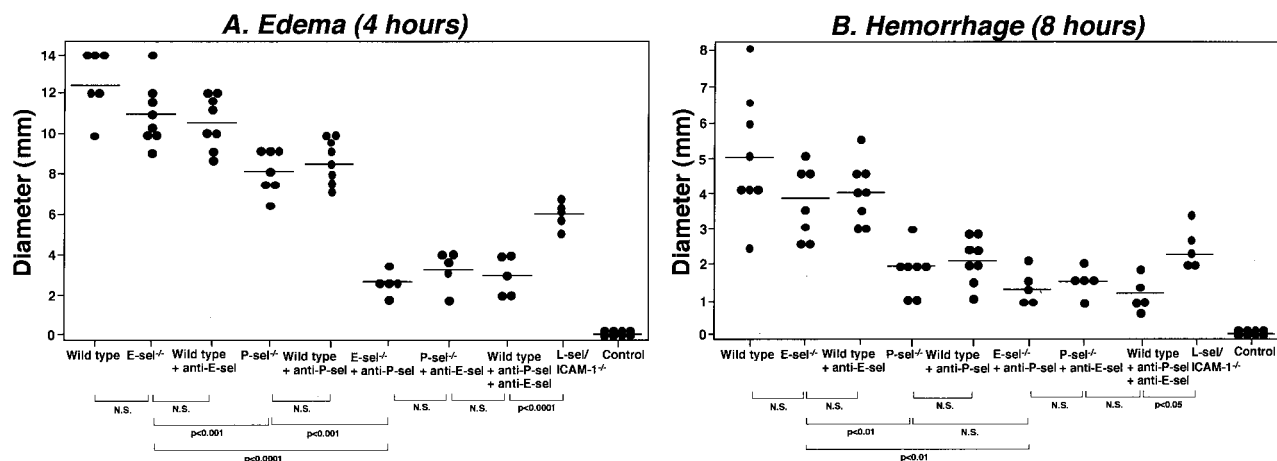 A. Edema (4 hours)
Diameter (mm)
14
12
10
8
6
4
2
0
Wild type
E-sel-/-
Wild type
+ anti-E-sel
P-sel-/-
Wild type
+ anti-P-sel
E-sel-/-
+ anti-P-sel
P-sel-/-
+ anti-E-sel
Wild type
+ anti-P-sel
+ anti-E-sel
L-sel/
ICAM-1-/-
Control
N.S.
N.S.
N.S.
N.S.
N.S.
p<0.0001
p<0.001
p<0.001
p<0.0001
B. Hemorrhage (8 hours)
Diameter (mm)
8
7
6
5
4
3
2
1
0
Wild type
E-sel-/-
Wild type
+ anti-E-sel
P-sel-/-
Wild type
+ anti-P-sel
E-sel-/-
+ anti-P-sel
P-sel-/-
+ anti-E-sel
Wild type
+ anti-P-sel
+ anti-E-sel
L-sel/
ICAM-1-/-
Control
N.S.
N.S.
N.S.
N.S.
N.S.
p<0.05
p<0.01
N.S.
p<0.01